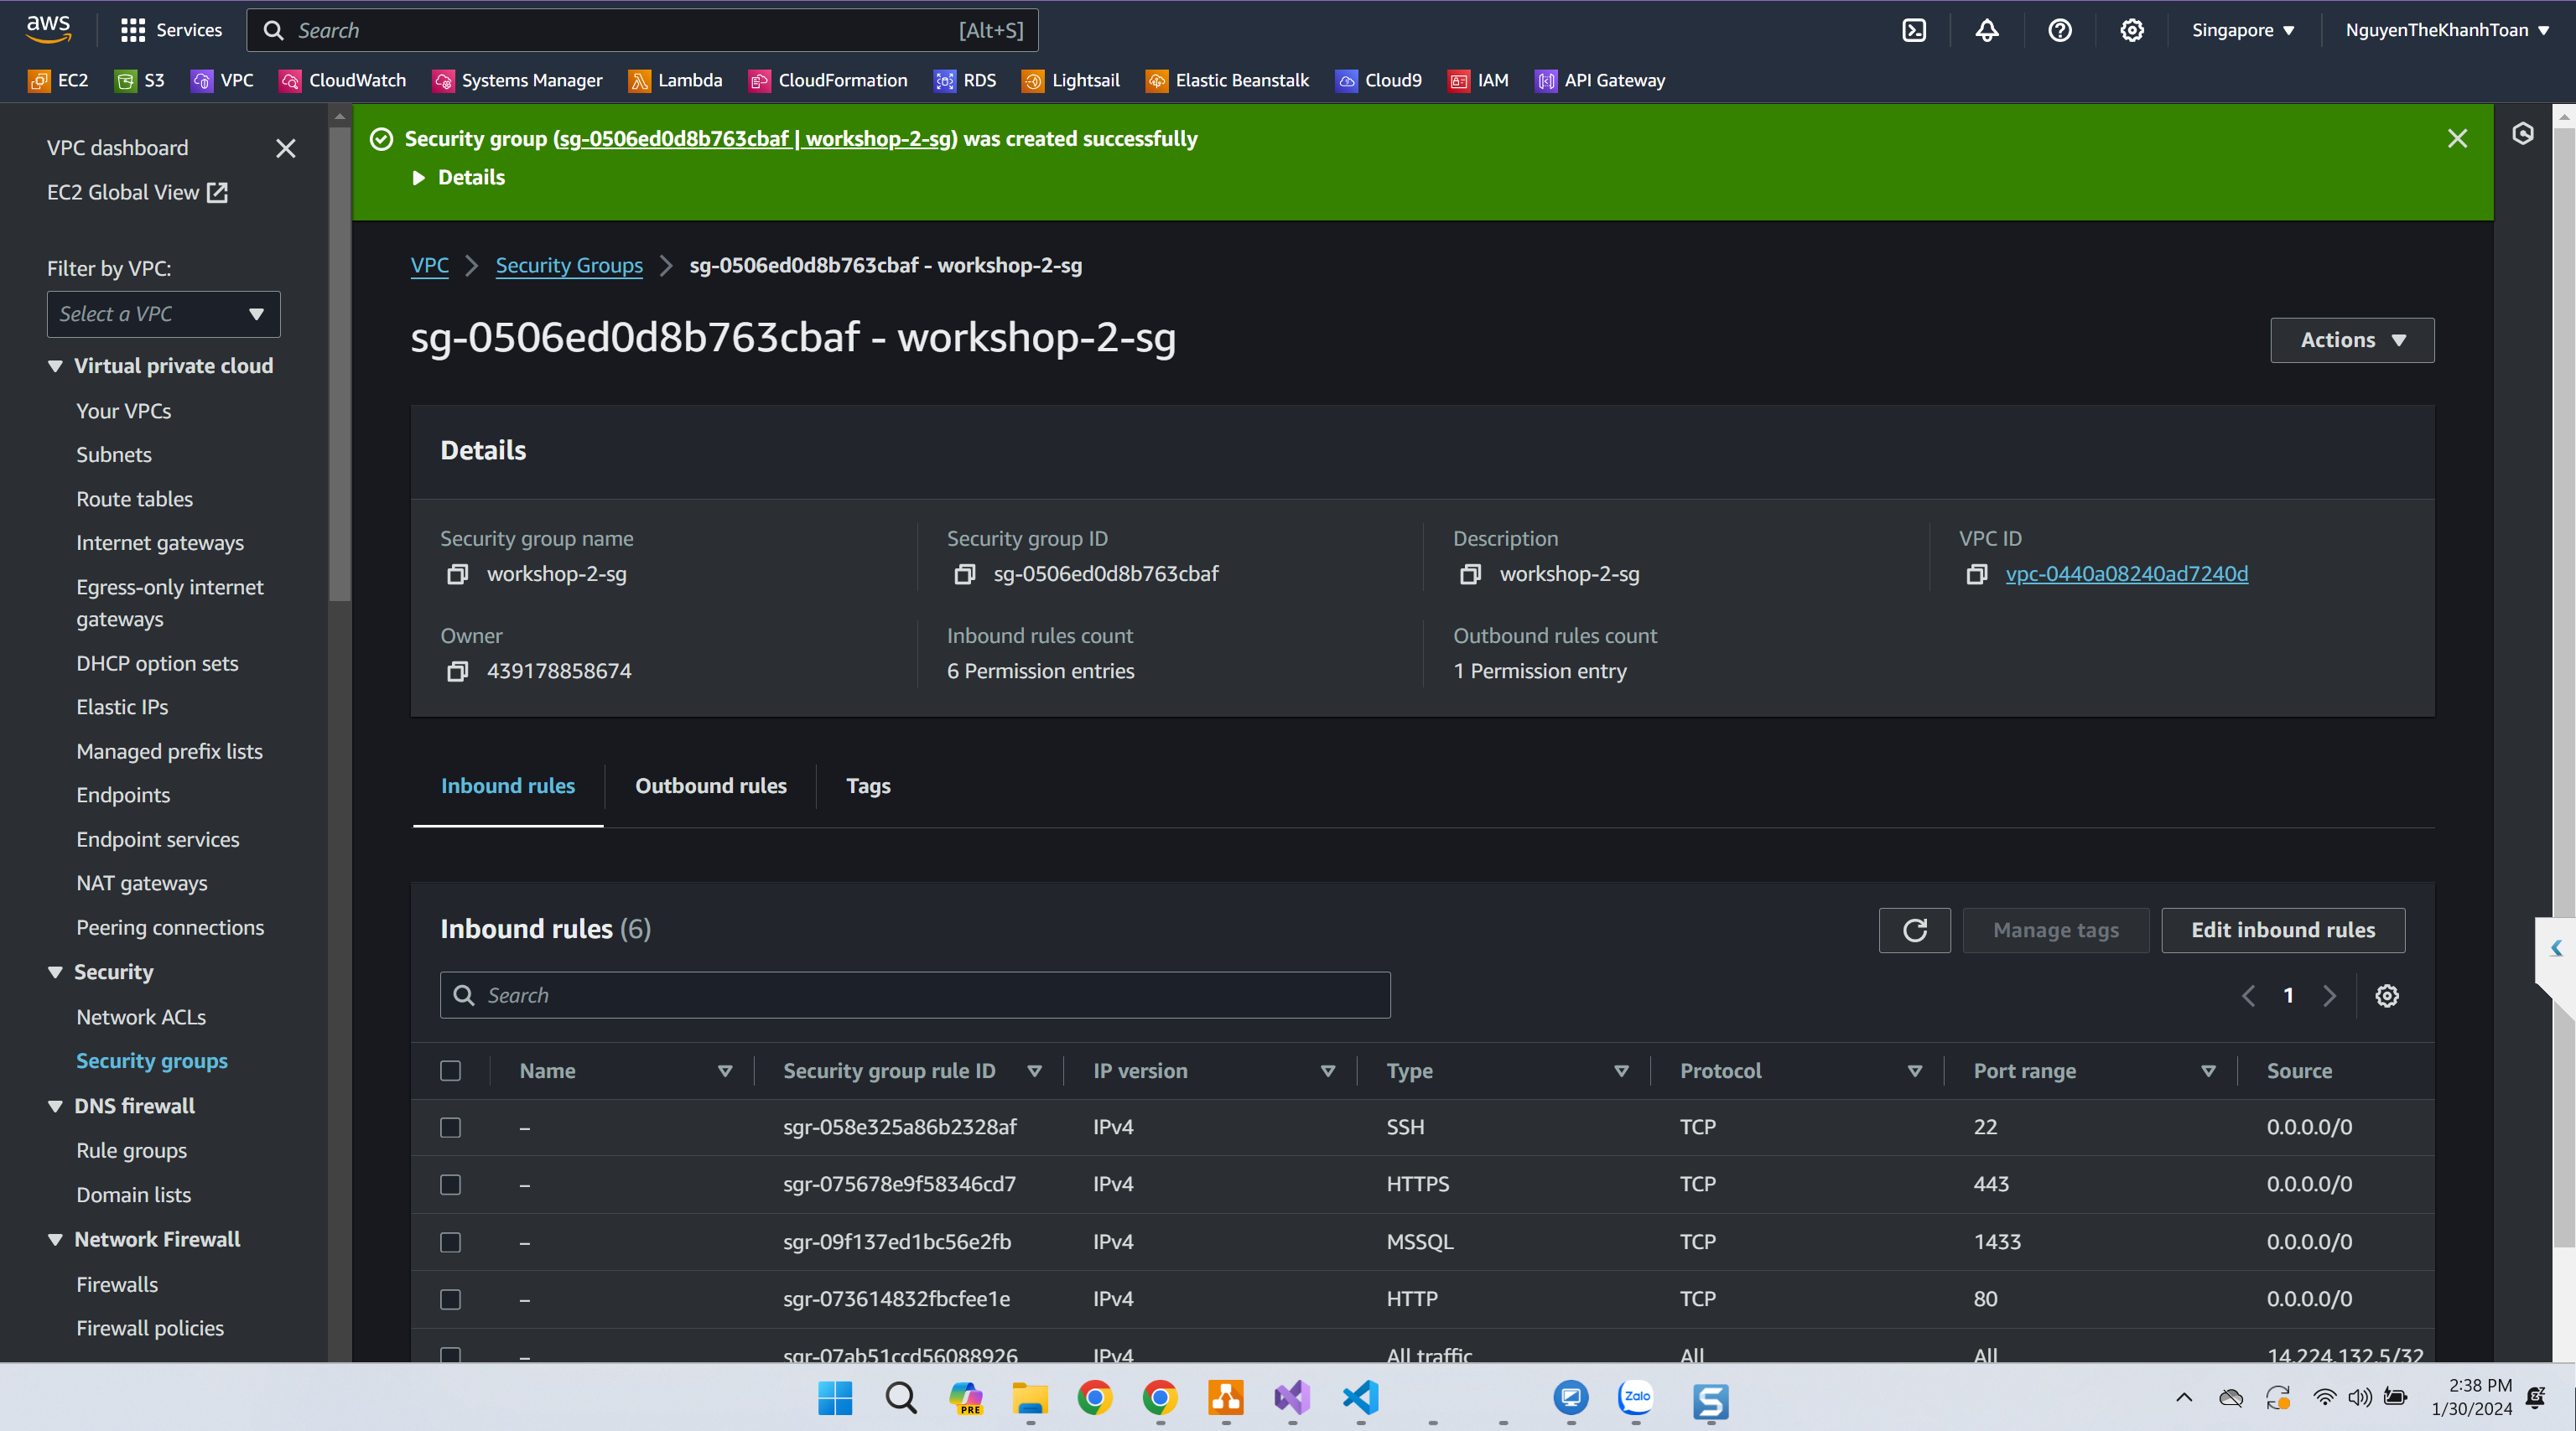 aws
Services
Search
[Alt+S]
Singapore
NguyenTheKhanhToan
EC2
S3
VPC
CloudWatch
Systems Manager
Lambda
CloudFormation
RDS
Lightsail
Elastic Beanstalk
Cloud9
IAM
API Gateway
VPC dashboard
EC2 Global View
Filter by VPC:
Select a VPC
Virtual private cloud
Your VPCs
Subnets
Route tables
Internet gateways
Egress-only internet
gateways
DHCP option sets
Elastic IPs
Managed prefix lists
Endpoints
Endpoint services
NAT gateways
Peering connections
Security
Network ACLs
Security groups
DNS firewall
Rule groups
Domain lists
Network Firewall
Firewalls
Firewall policies
Security group (sg-0506ed0d8b763cbaf | workshop-2-sg) was created successfully
Details
VPC > Security Groups > sg-0506ed0d8b763cbaf - workshop-2-sg
sg-0506ed0d8b763cbaf - workshop-2-sg
Actions
Details
Security group name
workshop-2-sg
Security group ID
sg-0506ed0d8b763cbaf
Description
workshop-2-sg
VPC ID
vpc-0440a08240ad7240d
Owner
439178858674
Inbound rules count
6 Permission entries
Outbound rules count
1 Permission entry
Inbound rules
Outbound rules
Tags
Inbound rules (6)
Manage tags
Edit inbound rules
Search
1
Name Security group rule ID IP version Type Protocol Port range Source
– sgr-058e325a86b2328af IPv4 SSH TCP 22 0.0.0.0/0
– sgr-075678e9f58346cd7 IPv4 HTTPS TCP 443 0.0.0.0/0
– sgr-09f137ed1bc56e2fb IPv4 MSSQL TCP 1433 0.0.0.0/0
– sgr-073614832fbcfee1e IPv4 HTTP TCP 80 0.0.0.0/0
– sgr-07ab51ccd56088926 IPv4 All traffic All All 14.224.132.5/32
PRE
Zalo
2:38 PM
1/30/2024